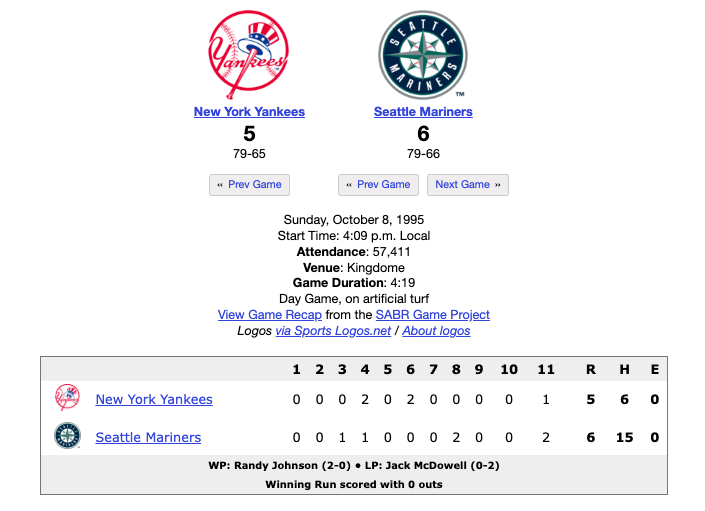 Yankees
SEATTLE MARINERS
TM
New York Yankees
Seattle Mariners
5
6
79-65
79-66
« Prev Game
« Prev Game
Next Game »
Sunday, October 8, 1995
Start Time: 4:09 p.m. Local
Attendance: 57,411
Venue: Kingdome
Game Duration: 4:19
Day Game, on artificial turf
View Game Recap from the SABR Game Project
Logos via Sports Logos.net / About logos
1 2 3 4 5 6 7 8 9 10 11 R H E
New York Yankees 0 0 0 2 0 2 0 0 0 0 1 5 6 0
Seattle Mariners 0 0 1 1 0 0 0 2 0 0 2 6 15 0
WP: Randy Johnson (2-0) • LP: Jack McDowell (0-2)
Winning Run scored with 0 outs